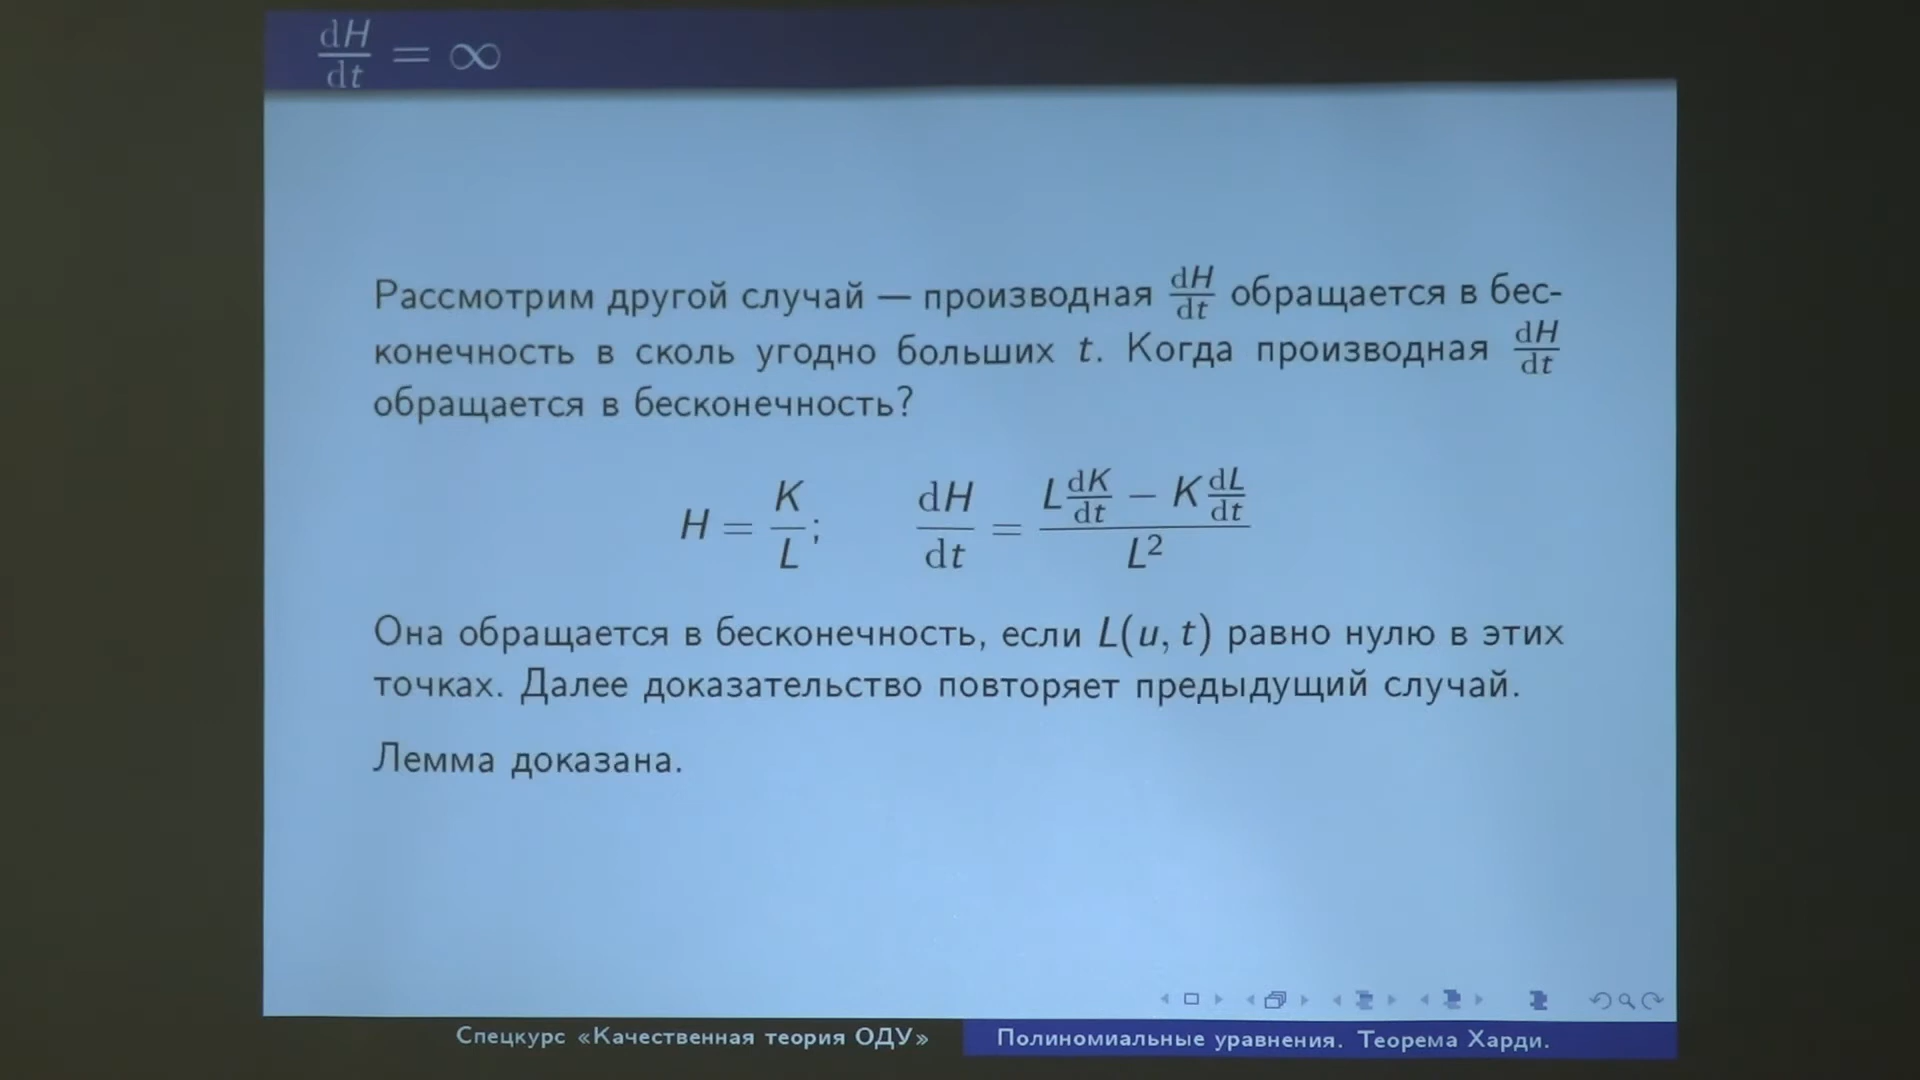 dH/dt = ∞
Рассмотрим другой случай — производная dH/dt обращается в бес-
конечность в сколь угодно больших t. Когда производная dH/dt
обращается в бесконечность?
H = K/L; dH/dt = (L dK/dt − K dL/dt)/L²
Она обращается в бесконечность, если L(u, t) равно нулю в этих
точках. Далее доказательство повторяет предыдущий случай.
Лемма доказана.
Спецкурс «Качественная теория ОДУ»
Полиномиальные уравнения. Теорема Харди.